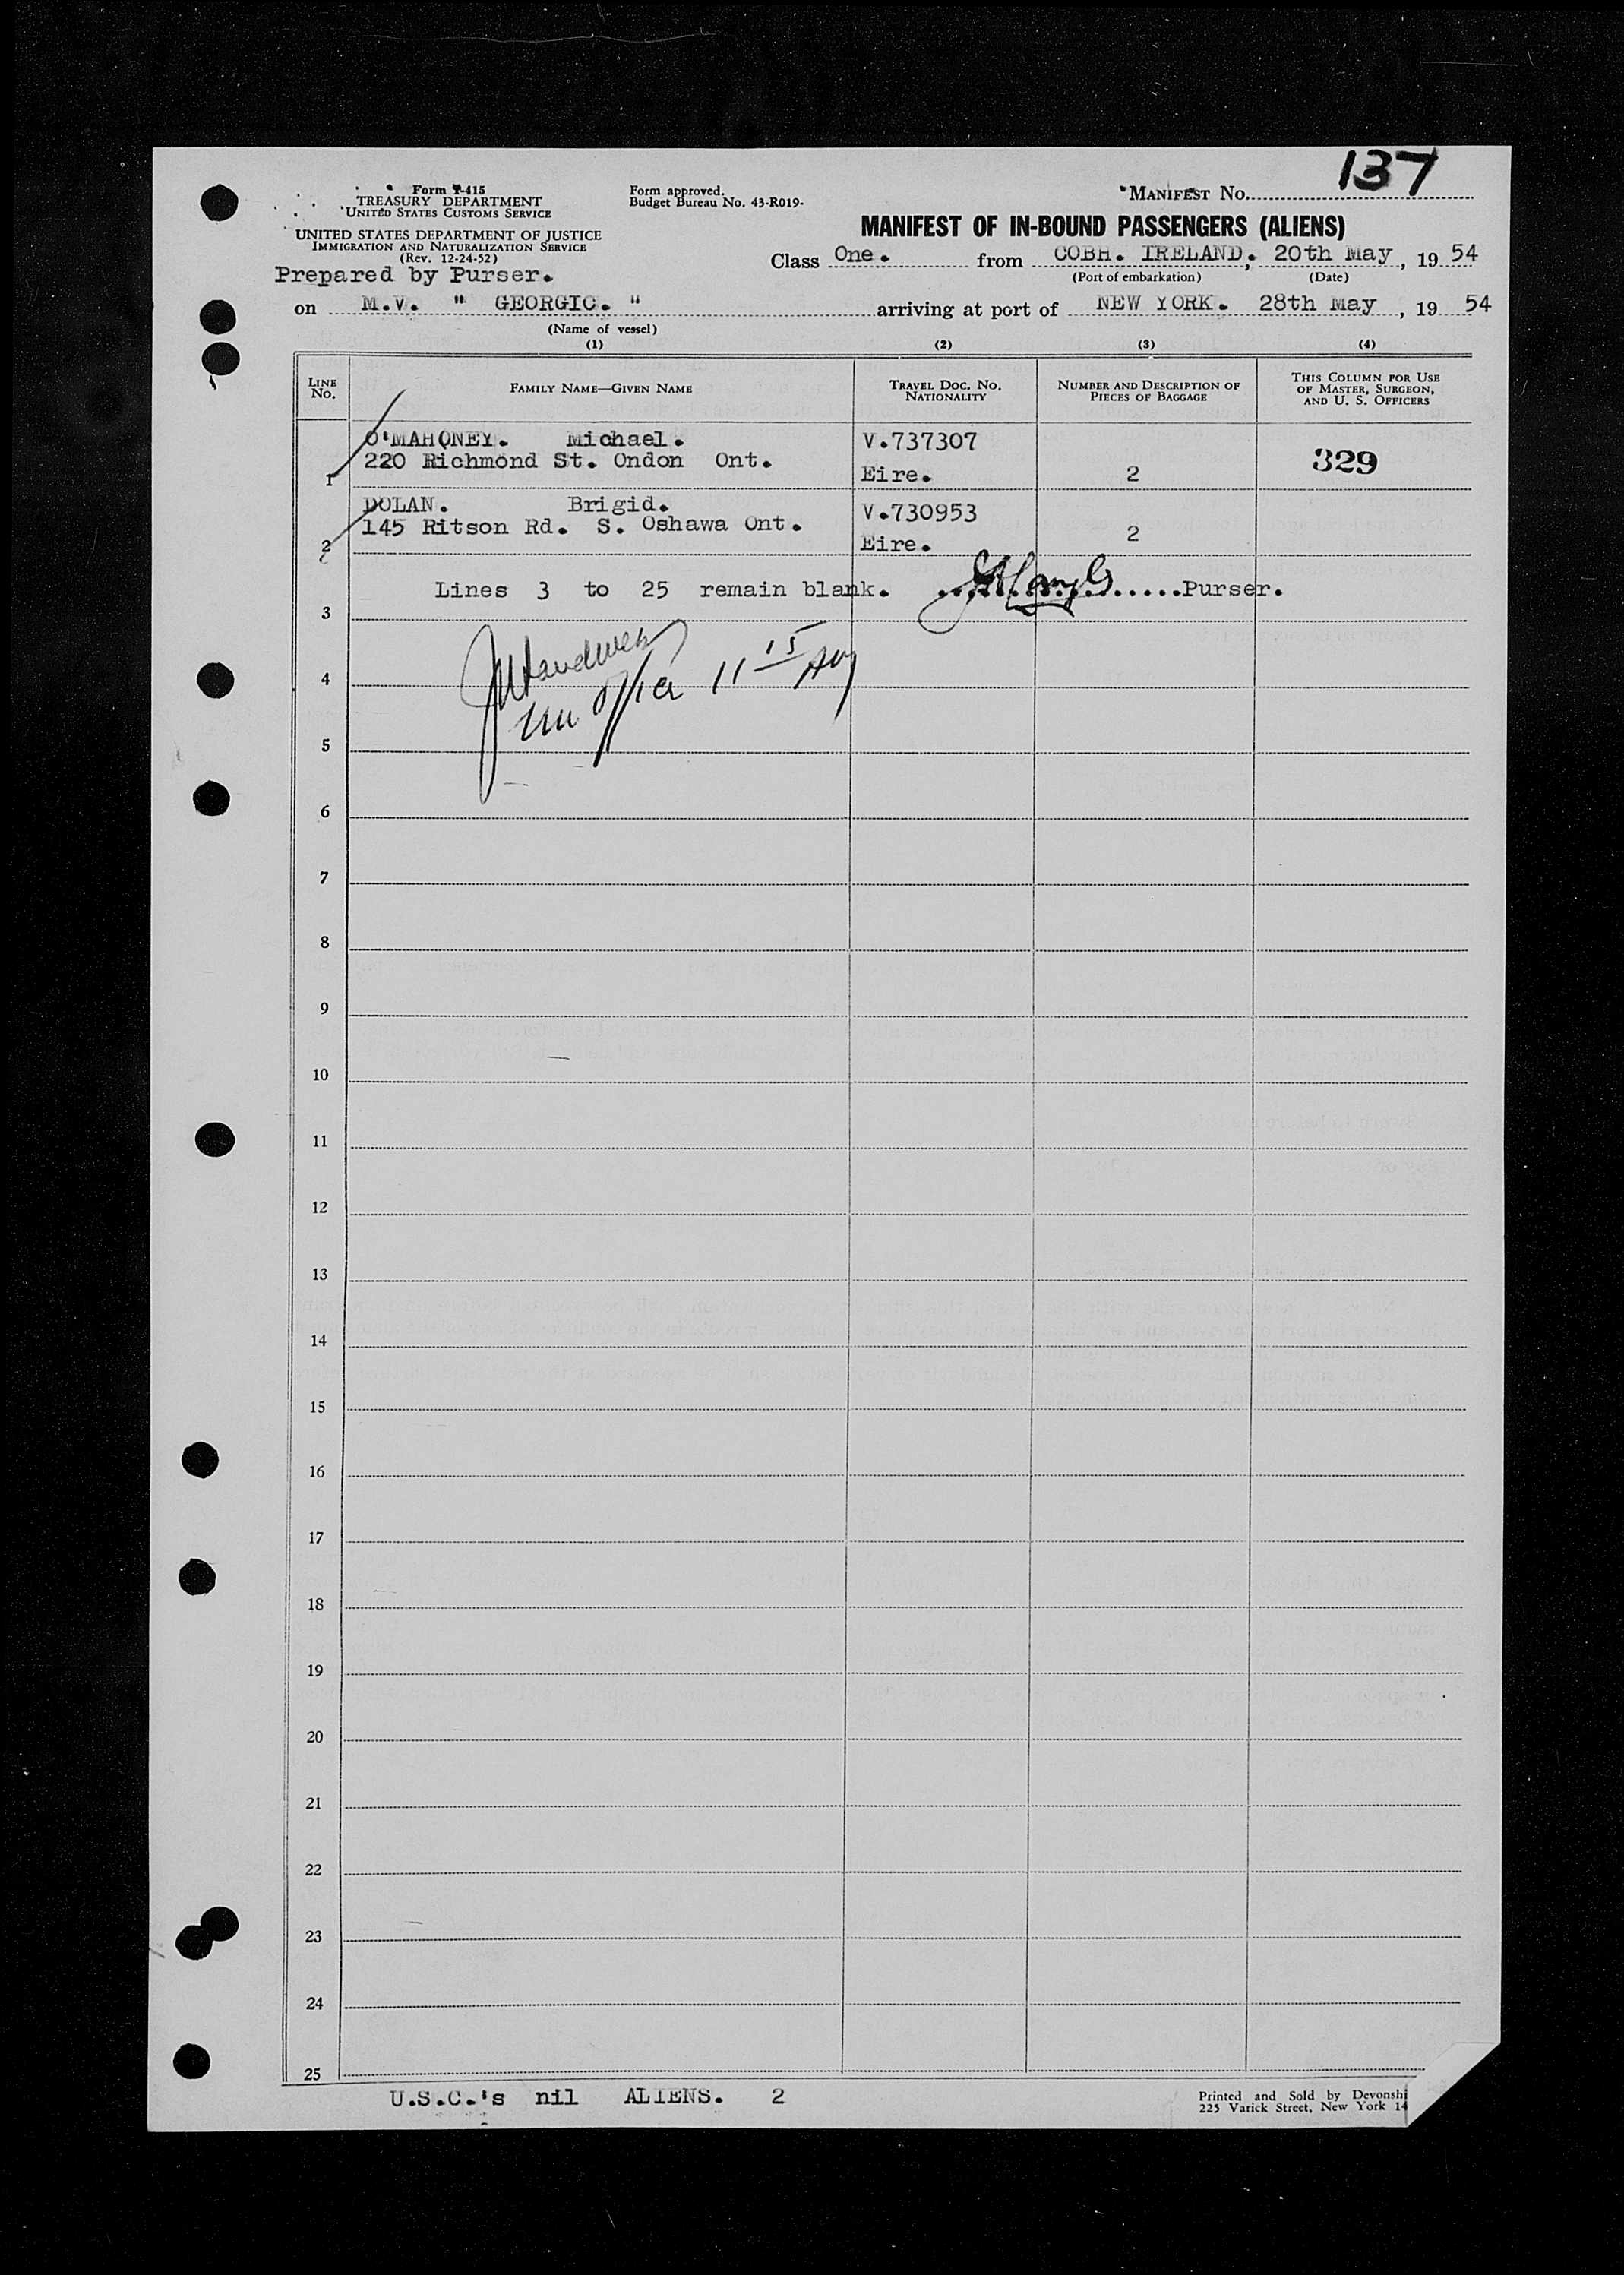 137
Form I-415
TREASURY DEPARTMENT
UNITED STATES CUSTOMS SERVICE
UNITED STATES DEPARTMENT OF JUSTICE
IMMIGRATION AND NATURALIZATION SERVICE
(Rev. 12-24-52)
Prepared by Purser.
Form approved.
Budget Bureau No. 43-R019-
MANIFEST NO.
MANIFEST OF IN-BOUND PASSENGERS (ALIENS)
Class One. from COBH. IRELAND, 20th May, 1954
(Port of embarkation) (Date)
on M.V. " GEORGIC. " arriving at port of NEW YORK. 28th May, 1954
(Name of vessel)
(1) (2) (3) (4)
LINE NO.
FAMILY NAME—GIVEN NAME
TRAVEL DOC. NO. NATIONALITY
NUMBER AND DESCRIPTION OF PIECES OF BAGGAGE
THIS COLUMN FOR USE OF MASTER, SURGEON, AND U. S. OFFICERS
O'MAHONEY. Michael. V.737307
220 Richmond St. Ondon Ont. 329
1 Eire. 2
DOLAN. Brigid. V.730953
145 Ritson Rd. S. Oshawa Ont.
2 Eire. 2
Lines 3 to 25 remain blank. Purser.
3
11 15 AM
4
5
6
7
8
9
10
11
12
13
14
15
16
17
18
19
20
21
22
23
24
25
U.S.C.'s nil ALIENS. 2
Printed and Sold by Devonshi
225 Varick Street, New York 14